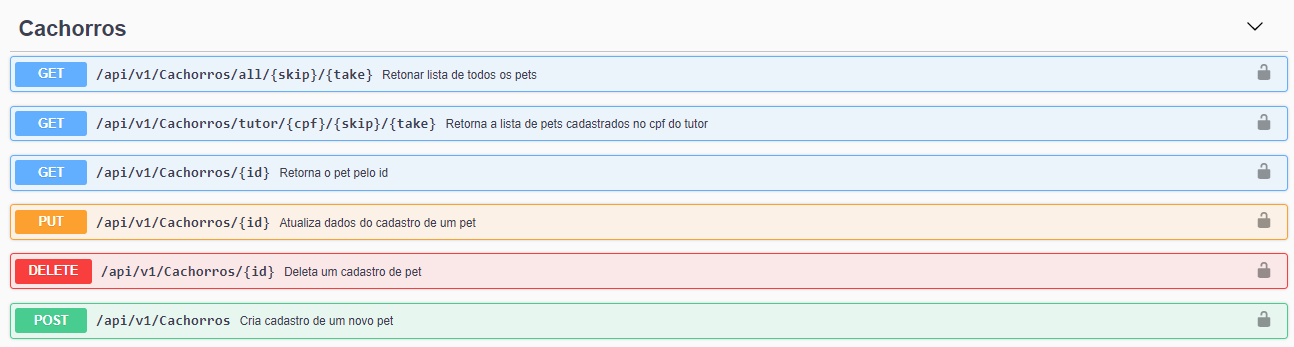 Cachorros
GET /api/v1/Cachorros/all/{skip}/{take} Retonar lista de todos os pets
GET /api/v1/Cachorros/tutor/{cpf}/{skip}/{take} Retorna a lista de pets cadastrados no cpf do tutor
GET /api/v1/Cachorros/{id} Retorna o pet pelo id
PUT /api/v1/Cachorros/{id} Atualiza dados do cadastro de um pet
DELETE /api/v1/Cachorros/{id} Deleta um cadastro de pet
POST /api/v1/Cachorros Cria cadastro de um novo pet